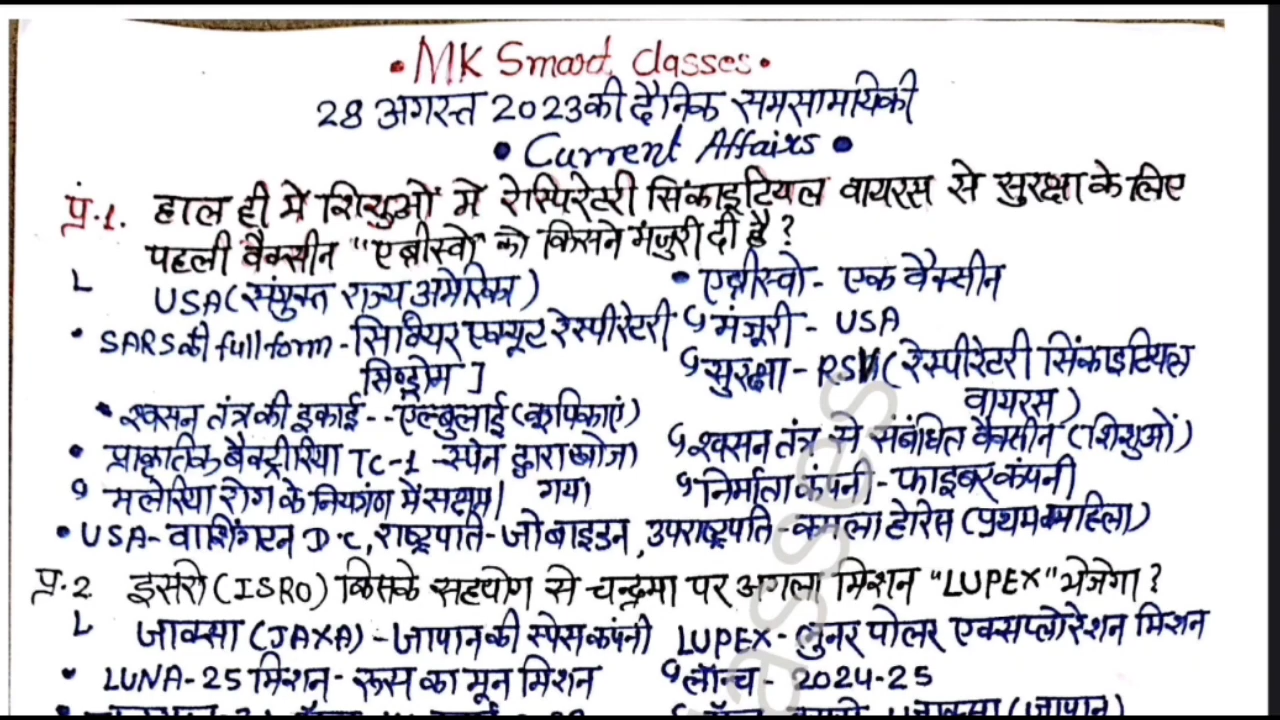 • MK Smart classes •
28 अगस्त 2023 की दैनिक समसामयिकी
• Current Affairs •
प्र.1. हाल ही में शिशुओं में रेस्पिरेटरी सिंकाइटियल वायरस से सुरक्षा के लिए
पहली वैक्सीन "एब्रीस्वो" को किसने मंजुरी दी है ?
USA (संयुक्त राज्य अमेरिका)
• SARS की full form - सिवियर एक्यूट रेस्पीरेटरी
सिण्ड्रोम ]
• श्वसन तंत्र की इकाई -- एल्बुलाई (कूपिकाएं)
• प्राकृतिक बैक्ट्रीरिया TC-1 - स्पेन द्वारा खोजा
गया
मलेरिया रोग के नियत्रंण में सक्षम।
• एब्रीस्वो - एक वैक्सीन
मंजूरी - USA
सुरक्षा - RSV (रेस्पीरेटरी सिंकाइटियल
वायरस)
श्वसन तंत्र से संबंधित वैक्सीन (शिशुओं)
निर्माता कंपनी - फाइबर कंपनी
• USA - वाशिंगटन D.C, राष्ट्रपति - जो बाइडन, उपराष्ट्रपति - कमला हैरिस (प्रथम महिला)
प्र.2 इसरो (ISRO) किसके सहयोग से चन्द्रमा पर अगला मिशन "LUPEX" भेजेगा ?
जाक्सा (JAXA) - जापान की स्पेस कंपनी
• LUNA-25 मिशन - रूस का मून मिशन
LUPEX - लुनर पोलर एक्सप्लोरेशन मिशन
लॉन्च - 2024-25